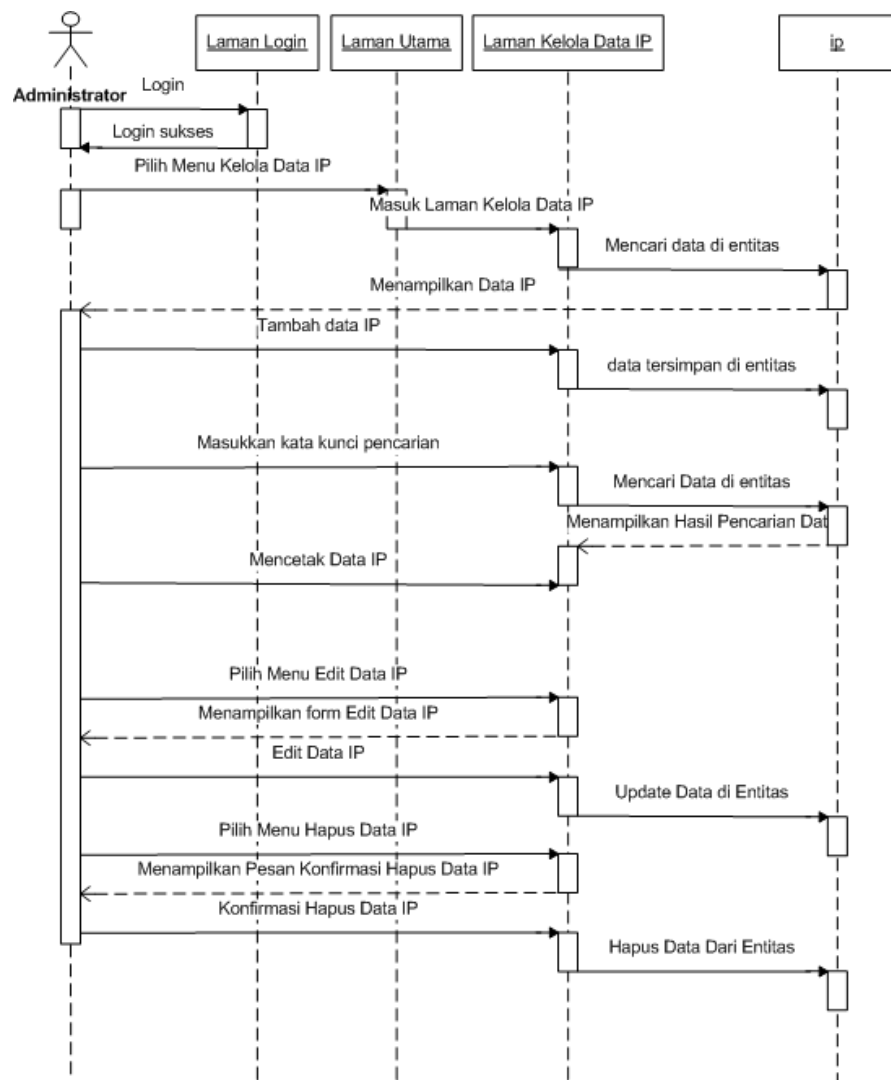 Laman Login
Laman Utama
Laman Kelola Data IP
ip
Administrator
Login
Login sukses
Pilih Menu Kelola Data IP
Masuk Laman Kelola Data IP
Mencari data di entitas
Menampilkan Data IP
Tambah data IP
data tersimpan di entitas
Masukkan kata kunci pencarian
Mencari Data di entitas
Menampilkan Hasil Pencarian Dat
Mencetak Data IP
Pilih Menu Edit Data IP
Menampilkan form Edit Data IP
Edit Data IP
Update Data di Entitas
Pilih Menu Hapus Data IP
Menampilkan Pesan Konfirmasi Hapus Data IP
Konfirmasi Hapus Data IP
Hapus Data Dari Entitas